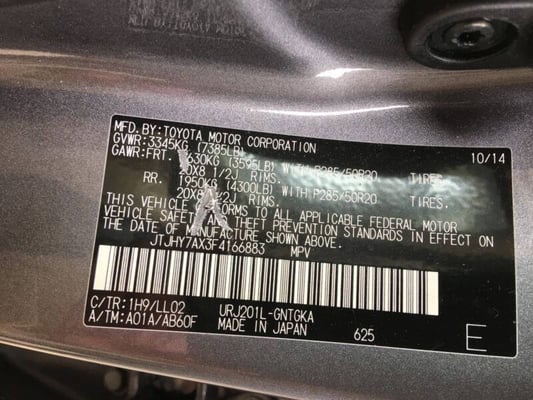 MFD.BY:TOYOTA MOTOR CORPORATION 10/14
GVWR:3345KG (7385LB)
GAWR:FRT. 1630KG (3595LB) WITH P285/50R20 TIRES,
20X8 1/2J RIMS.
RR. 1950KG (4300LB) WITH P285/50R20 TIRES,
20X8 1/2J RIMS.
THIS VEHICLE CONFORMS TO ALL APPLICABLE FEDERAL MOTOR
VEHICLE SAFETY AND THEFT PREVENTION STANDARDS IN EFFECT ON
THE DATE OF MANUFACTURE SHOWN ABOVE.
JTJHY7AX3F4166883 MPV
C/TR:1H9/LL02 URJ201L-GNTGKA
A/TM:A01A/AB60F MADE IN JAPAN 625 E